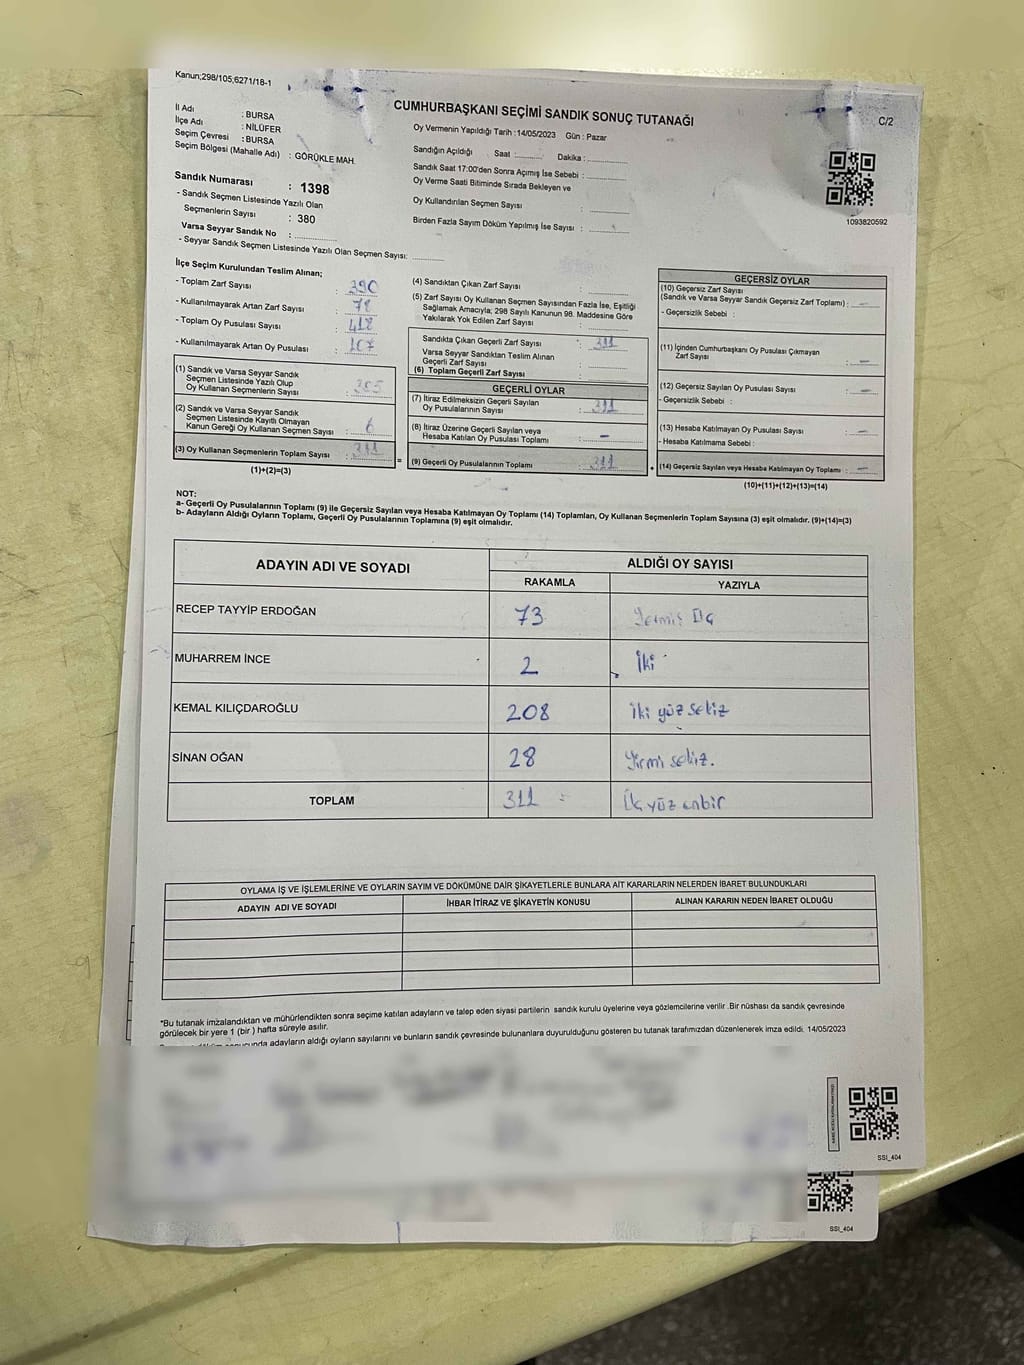 Kanun;298/105,6271/18-1
CUMHURBAŞKANI SEÇİMİ SANDIK SONUÇ TUTANAĞI
C/2
İl Adı : BURSA
İlçe Adı : NİLÜFER
Seçim Çevresi : BURSA
Seçim Bölgesi (Mahalle Adı) : GÖRÜKLE MAH.
Sandık Numarası : 1398
- Sandık Seçmen Listesinde Yazılı Olan
Seçmenlerin Sayısı : 380
Varsa Seyyar Sandık No :
- Seyyar Sandık Seçmen Listesinde Yazılı Olan Seçmen Sayısı:
Oy Vermenin Yapıldığı Tarih :14/05/2023 Gün : Pazar
Sandığın Açıldığı Saat : Dakika :
Sandık Saat 17:00'den Sonra Açımış İse Sebebi :
Oy Verme Saati Bitiminde Sırada Bekleyen ve
Oy Kullandırılan Seçmen Sayısı :
Birden Fazla Sayım Döküm Yapılmış İse Sayısı :
1093820592
İlçe Seçim Kurulundan Teslim Alınan;
- Toplam Zarf Sayısı : 390
- Kullanılmayarak Artan Zarf Sayısı :
- Toplam Oy Pusulası Sayısı : 418
- Kullanılmayarak Artan Oy Pusulası : 107
(1) Sandık ve Varsa Seyyar Sandık
Seçmen Listesinde Yazılı Olup
Oy Kullanan Seçmenlerin Sayısı : 305
(2) Sandık ve Varsa Seyyar Sandık
Seçmen Listesinde Kayıtlı Olmayan
Kanun Gereği Oy Kullanan Seçmen Sayısı : 6
(3) Oy Kullanan Seçmenlerin Toplam Sayısı : 311
(1)+(2)=(3)
(4) Sandıktan Çıkan Zarf Sayısı :
(5) Zarf Sayısı Oy Kullanan Seçmen Sayısından Fazla İse, Eşitliği
Sağlamak Amacıyla; 298 Sayılı Kanunun 98. Maddesine Göre
Yakılarak Yok Edilen Zarf Sayısı :
Sandıkta Çıkan Geçerli Zarf Sayısı : 311
Varsa Seyyar Sandıktan Teslim Alınan
Geçerli Zarf Sayısı :
(6) Toplam Geçerli Zarf Sayısı :
GEÇERLİ OYLAR
(7) İtiraz Edilmeksizin Geçerli Sayılan
Oy Pusulalarının Sayısı : 311
(8) İtiraz Üzerine Geçerli Sayılan veya
Hesaba Katılan Oy Pusulası Toplamı : -
= (9) Geçerli Oy Pusulalarının Toplamı : 311
GEÇERSİZ OYLAR
(10) Geçersiz Zarf Sayısı
(Sandık ve Varsa Seyyar Sandık Geçersiz Zarf Toplamı) : -
- Geçersizlik Sebebi :
(11) İçinden Cumhurbaşkanı Oy Pusulası Çıkmayan
Zarf Sayısı : -
(12) Geçersiz Sayılan Oy Pusulası Sayısı : -
- Geçersizlik Sebebi :
(13) Hesaba Katılmayan Oy Pusulası Sayısı : -
- Hesaba Katılmama Sebebi :
+ (14) Geçersiz Sayılan veya Hesaba Katılmayan Oy Toplamı : -
(10)+(11)+(12)+(13)=(14)
NOT:
a- Geçerli Oy Pusulalarının Toplamı (9) ile Geçersiz Sayılan veya Hesaba Katılmayan Oy Toplamı (14) Toplamları, Oy Kullanan Seçmenlerin Toplam Sayısına (3) eşit olmalıdır. (9)+(14)=(3)
b- Adayların Aldığı Oyların Toplamı, Geçerli Oy Pusulalarının Toplamına (9) eşit olmalıdır.
ADAYIN ADI VE SOYADI ALDIĞI OY SAYISI
RAKAMLA YAZIYLA
RECEP TAYYİP ERDOĞAN 73 Yetmiş Üç
MUHARREM İNCE 2 İki
KEMAL KILIÇDAROĞLU 208 İki yüz sekiz
SİNAN OĞAN 28 Yirmi sekiz.
TOPLAM 311 Üç yüz onbir
OYLAMA İŞ VE İŞLEMLERİNE VE OYLARIN SAYIM VE DÖKÜMÜNE DAİR ŞİKAYETLERLE BUNLARA AİT KARARLARIN NELERDEN İBARET BULUNDUKLARI
ADAYIN ADI VE SOYADI İHBAR İTİRAZ VE ŞİKAYETİN KONUSU ALINAN KARARIN NEDEN İBARET OLDUĞU
*Bu tutanak imzalandıktan ve mühürlendikten sonra seçime katılan adayların ve talep eden siyasi partilerin sandık kurulu üyelerine veya gözlemcilerine verilir .Bir nüshası da sandık çevresinde
görülecek bir yere 1 (bir ) hafta süreyle asılır.
adayların aldığı oyların sayılarını ve bunların sandık çevresinde bulunanlara duyurulduğunu gösteren bu tutanak tarafımızdan düzenlenerek imza edildi. 14/05/2023
SSİ_404
SSİ_404